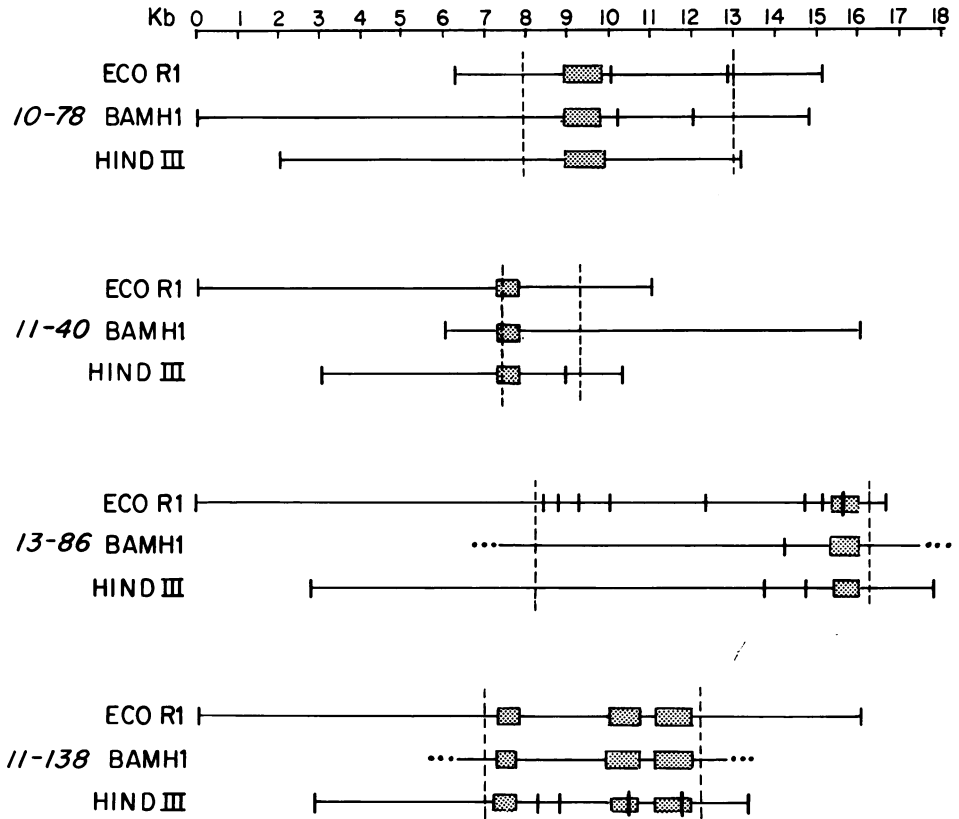 Kb 0 1 2 3 4 5 6 7 8 9 10 11 12 13 14 15 16 17 18
ECO R1
10-78 BAMH1
HIND III
ECO R1
11-40 BAMH1
HIND III
ECO R1
13-86 BAMH1
HIND III
ECO R1
11-138 BAMH1
HIND III